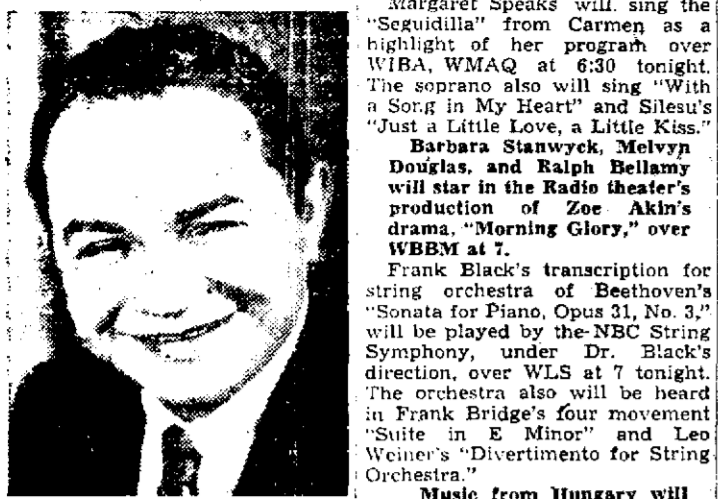 Margaret Speaks will sing the
"Seguidilla" from Carmen as a
highlight of her program over
WIBA, WMAQ at 6:30 tonight.
The soprano also will sing "With
a Song in My Heart" and Silesu's
"Just a Little Love, a Little Kiss."
Barbara Stanwyck, Melvyn
Douglas, and Ralph Bellamy
will star in the Radio theater's
production of Zoe Akin's
drama, "Morning Glory," over
WBBM at 7.
Frank Black's transcription for
string orchestra of Beethoven's
"Sonata for Piano, Opus 31, No. 3,"
will be played by the NBC String
Symphony, under Dr. Black's
direction, over WLS at 7 tonight.
The orchestra also will be heard
in Frank Bridge's four movement
"Suite in E Minor" and Leo
Weiner's "Divertimento for String
Orchestra."
Music from Hungary will